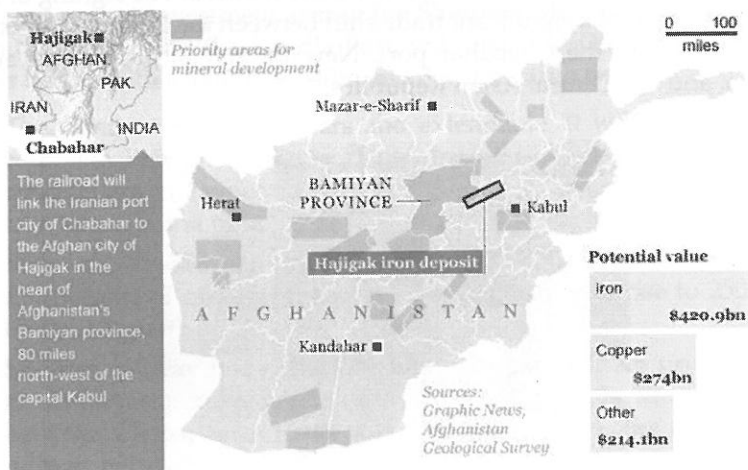 Hajigak
AFGHAN.
PAK.
IRAN
INDIA
Chabahar
The railroad will
link the Iranian port
city of Chabahar to
the Afghan city of
Hajigak in the
heart of
Afghanistan's
Bamiyan province,
80 miles
north-west of the
capital Kabul
Priority areas for
mineral development
0 100
miles
Mazar-e-Sharif
BAMIYAN
PROVINCE
Herat
Kabul
Hajigak iron deposit
AFGHANISTAN
Kandahar
Sources:
Graphic News,
Afghanistan
Geological Survey
Potential value
Iron
$420.9bn
Copper
$274bn
Other
$214.1bn